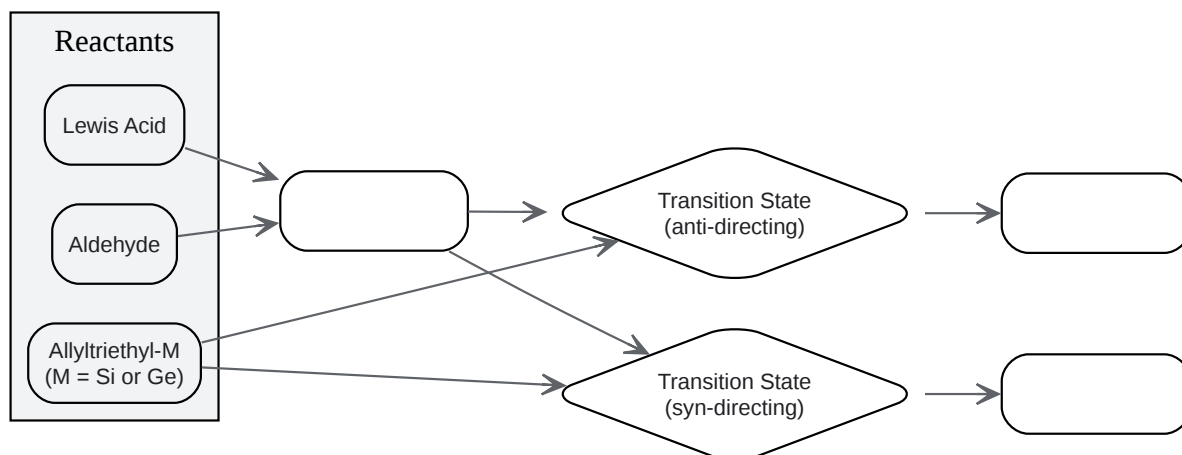 Reactants
Lewis Acid
Aldehyde
Allyltriethyl-M
(M = Si or Ge)
Transition State
(anti-directing)
Transition State
(syn-directing)